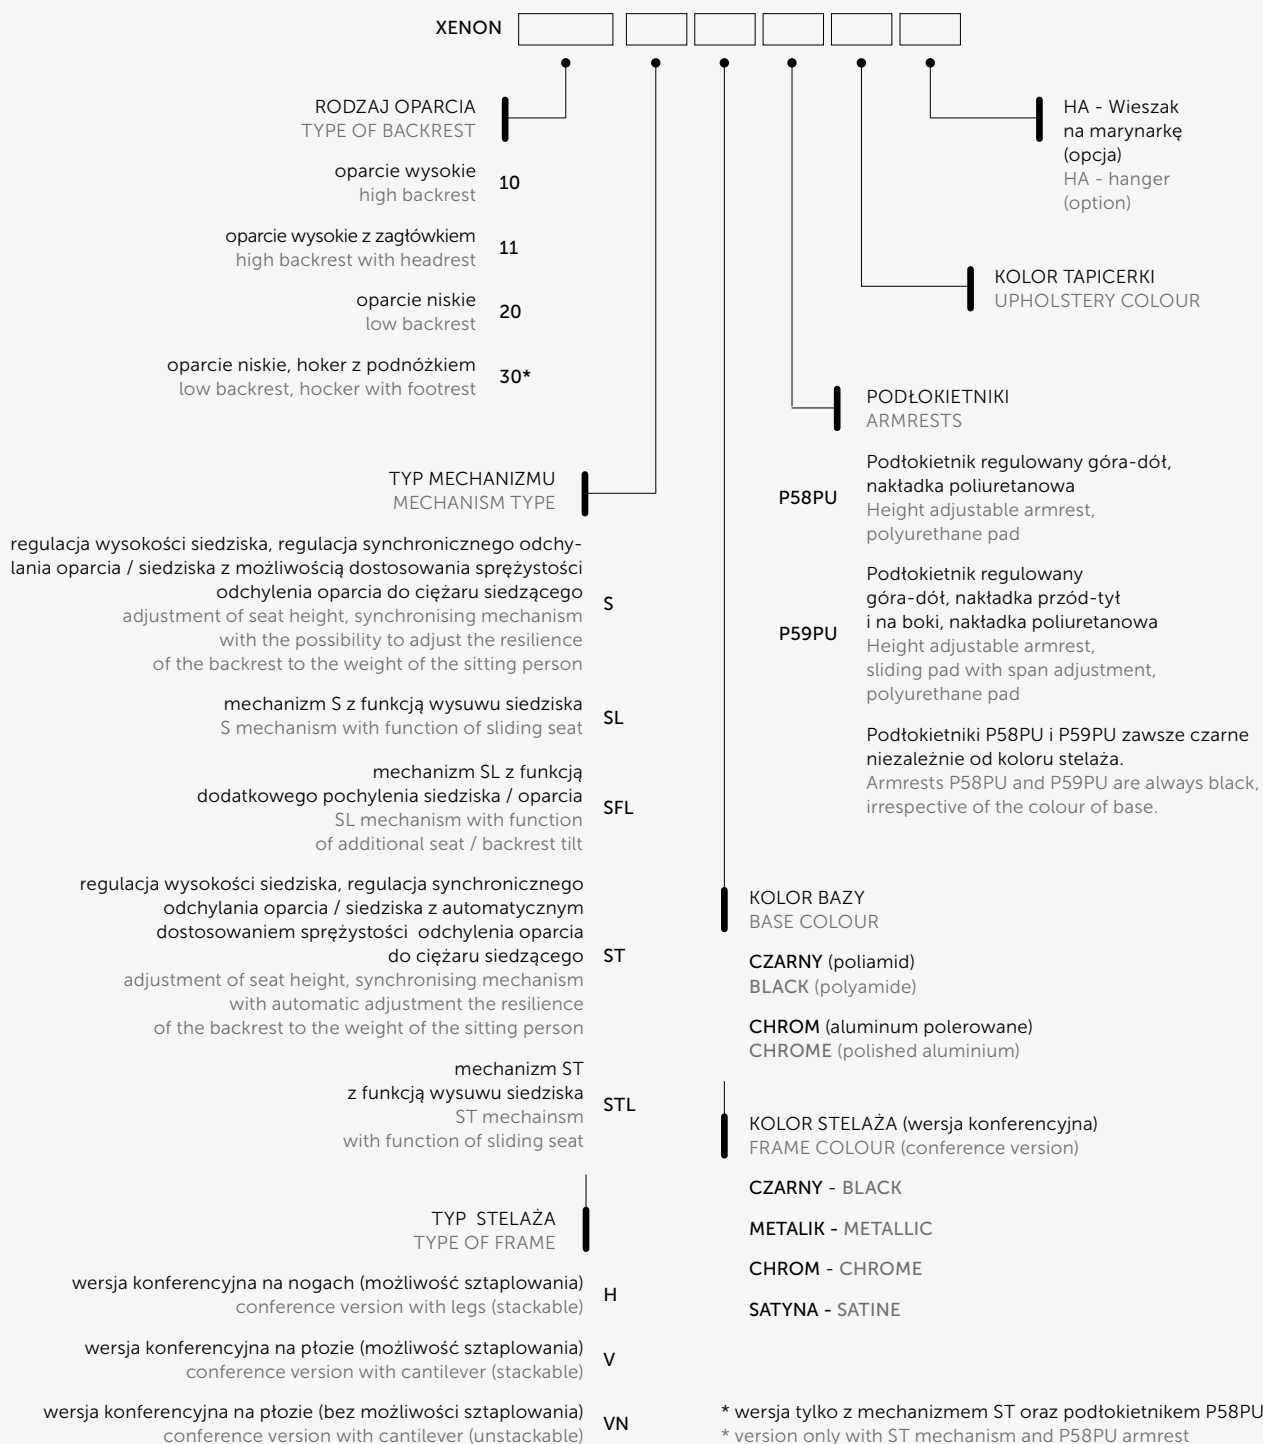 XENON
RODZAJ OPARCIA
TYPE OF BACKREST
oparcie wysokie
high backrest
10
oparcie wysokie z zagłówkiem
high backrest with headrest
11
oparcie niskie
low backrest
20
oparcie niskie, hoker z podnóżkiem
low backrest, hocker with footrest
30*
TYP MECHANIZMU
MECHANISM TYPE
regulacja wysokości siedziska, regulacja synchronicznego odchy-
lania oparcia / siedziska z możliwością dostosowania sprężystości
odchylenia oparcia do ciężaru siedzącego
adjustment of seat height, synchronising mechanism
with the possibility to adjust the resilience
of the backrest to the weight of the sitting person
S
mechanizm S z funkcją wysuwu siedziska
S mechanism with function of sliding seat
SL
mechanizm SL z funkcją
dodatkowego pochylenia siedziska / oparcia
SL mechanism with function
of additional seat / backrest tilt
SFL
regulacja wysokości siedziska, regulacja synchronicznego
odchylania oparcia / siedziska z automatycznym
dostosowaniem sprężystości odchylenia oparcia
do ciężaru siedzącego
adjustment of seat height, synchronising mechanism
with automatic adjustment the resilience
of the backrest to the weight of the sitting person
ST
mechanizm ST
z funkcją wysuwu siedziska
ST mechainsm
with function of sliding seat
STL
TYP STELAŻA
TYPE OF FRAME
wersja konferencyjna na nogach (możliwość sztaplowania)
conference version with legs (stackable)
H
wersja konferencyjna na płozie (możliwość sztaplowania)
conference version with cantilever (stackable)
V
wersja konferencyjna na płozie (bez możliwości sztaplowania)
conference version with cantilever (unstackable)
VN
HA - Wieszak
na marynarkę
(opcja)
HA - hanger
(option)
KOLOR TAPICERKI
UPHOLSTERY COLOUR
PODŁOKIETNIKI
ARMRESTS
P58PU
Podłokietnik regulowany góra-dół,
nakładka poliuretanowa
Height adjustable armrest,
polyurethane pad
P59PU
Podłokietnik regulowany
góra-dół, nakładka przód-tył
i na boki, nakładka poliuretanowa
Height adjustable armrest,
sliding pad with span adjustment,
polyurethane pad
Podłokietniki P58PU i P59PU zawsze czarne
niezależnie od koloru stelaża.
Armrests P58PU and P59PU are always black,
irrespective of the colour of base.
KOLOR BAZY
BASE COLOUR
CZARNY (poliamid)
BLACK (polyamide)
CHROM (aluminum polerowane)
CHROME (polished aluminium)
KOLOR STELAŻA (wersja konferencyjna)
FRAME COLOUR (conference version)
CZARNY - BLACK
METALIK - METALLIC
CHROM - CHROME
SATYNA - SATINE
* wersja tylko z mechanizmem ST oraz podłokietnikem P58PU
* version only with ST mechanism and P58PU armrest